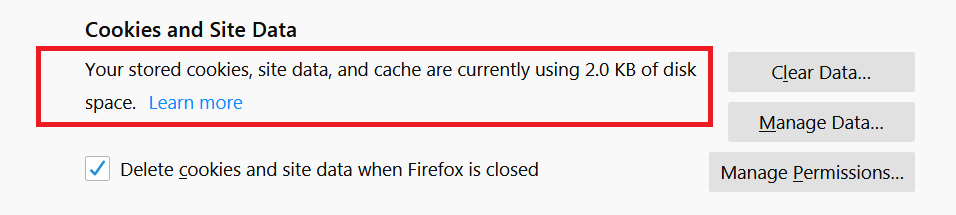 Cookies and Site Data
Your stored cookies, site data, and cache are currently using 2.0 KB of disk
space. Learn more
Clear Data...
Manage Data...
Delete cookies and site data when Firefox is closed
Manage Permissions...